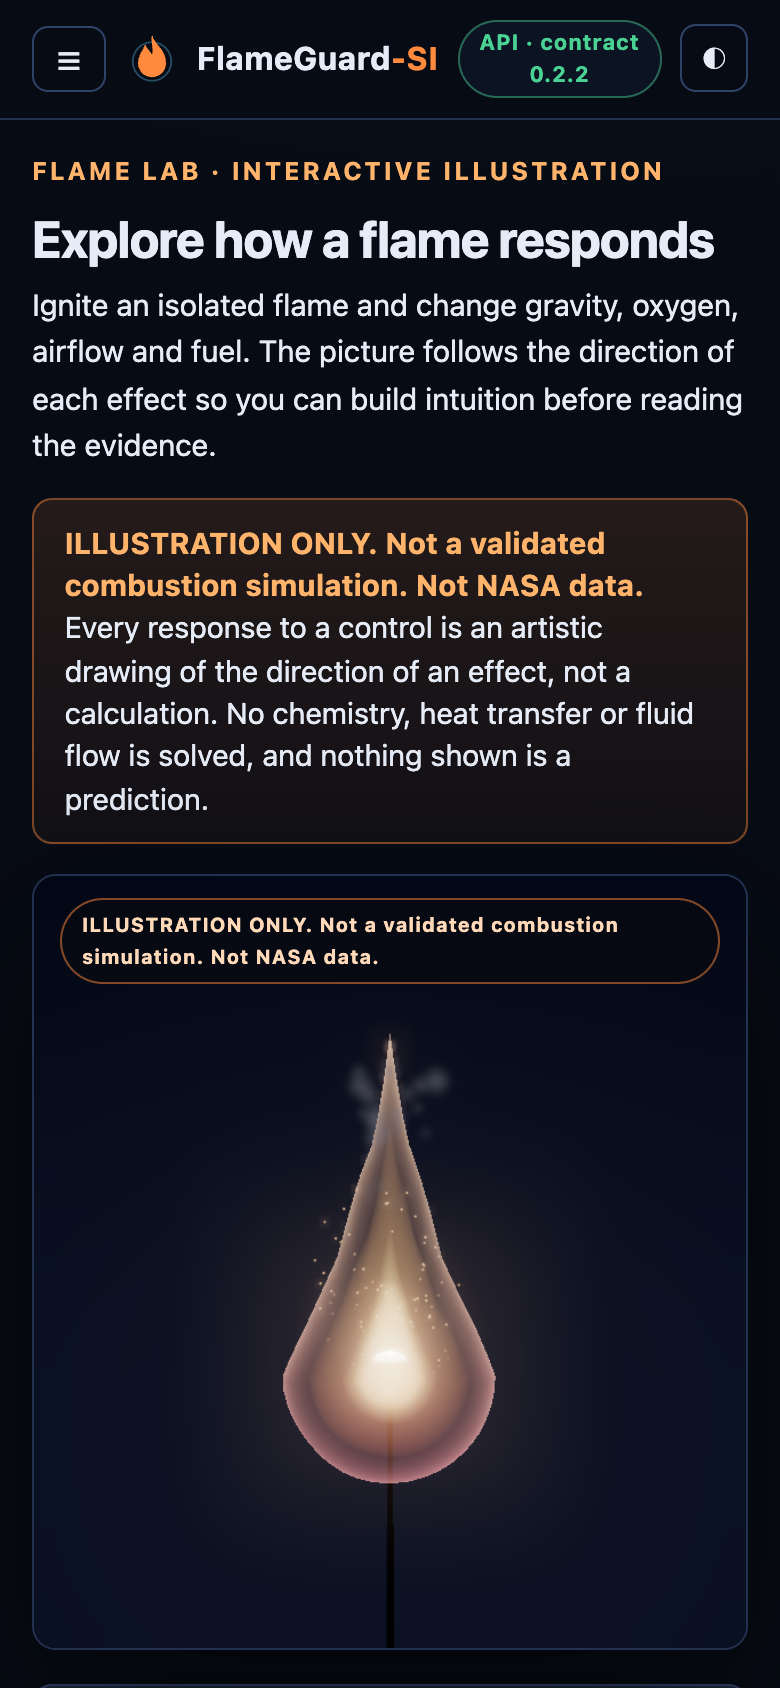 FlameGuard-SI
API · contract
0.2.2
FLAME LAB · INTERACTIVE ILLUSTRATION
Explore how a flame responds
Ignite an isolated flame and change gravity, oxygen,
airflow and fuel. The picture follows the direction of
each effect so you can build intuition before reading
the evidence.
ILLUSTRATION ONLY. Not a validated
combustion simulation. Not NASA data.
Every response to a control is an artistic
drawing of the direction of an effect, not a
calculation. No chemistry, heat transfer or fluid
flow is solved, and nothing shown is a
prediction.
ILLUSTRATION ONLY. Not a validated combustion
simulation. Not NASA data.